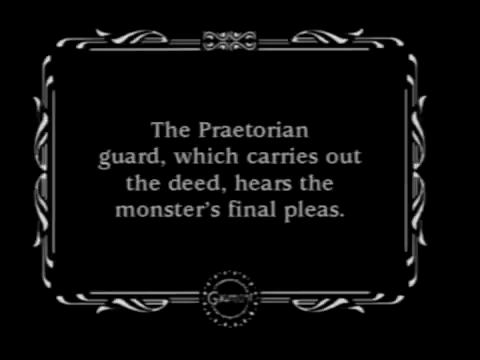 The Praetorian
guard, which carries out
the deed, hears the
monster's final pleas.